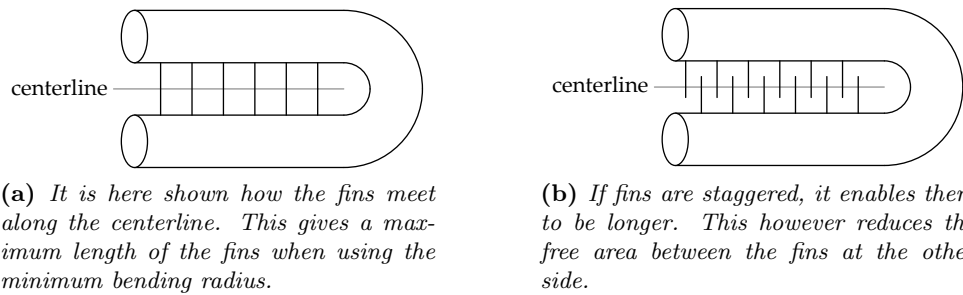 centerline
(a) It is here shown how the fins meet
along the centerline. This gives a max-
imum length of the fins when using the
minimum bending radius.
centerline
(b) If fins are staggered, it enables then
to be longer. This however reduces th
free area between the fins at the othe
side.